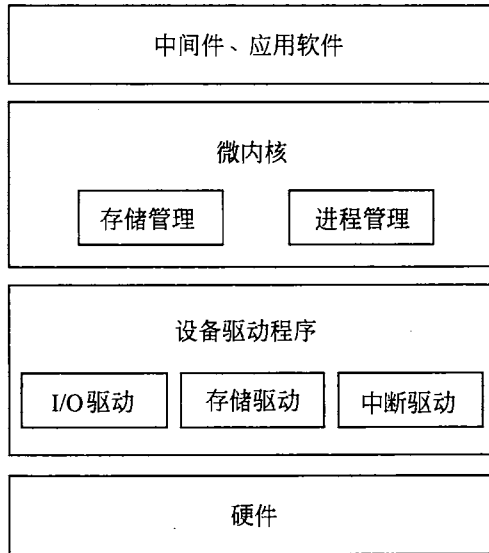 中间件、应用软件
微内核
存储管理 进程管理
设备驱动程序
I/O驱动 存储驱动 中断驱动
硬件